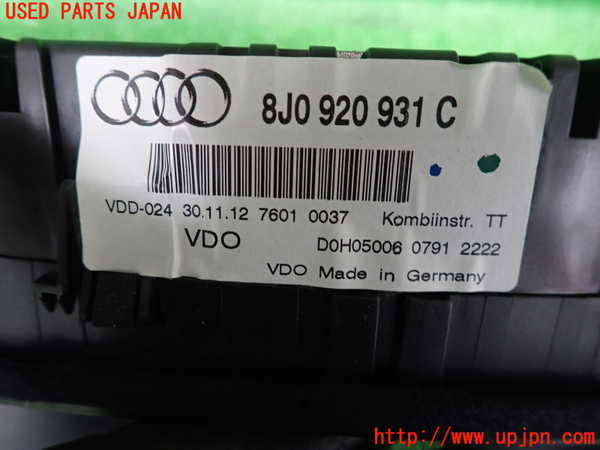 USED PARTS JAPAN
8J0 920 931 C
VDD-024 30.11.12 7601 0037 Kombiinstr. TT
VDO D0H05006 0791 2222
VDO Made in Germany
UsedPartsJapan
http://www.upjpn.com